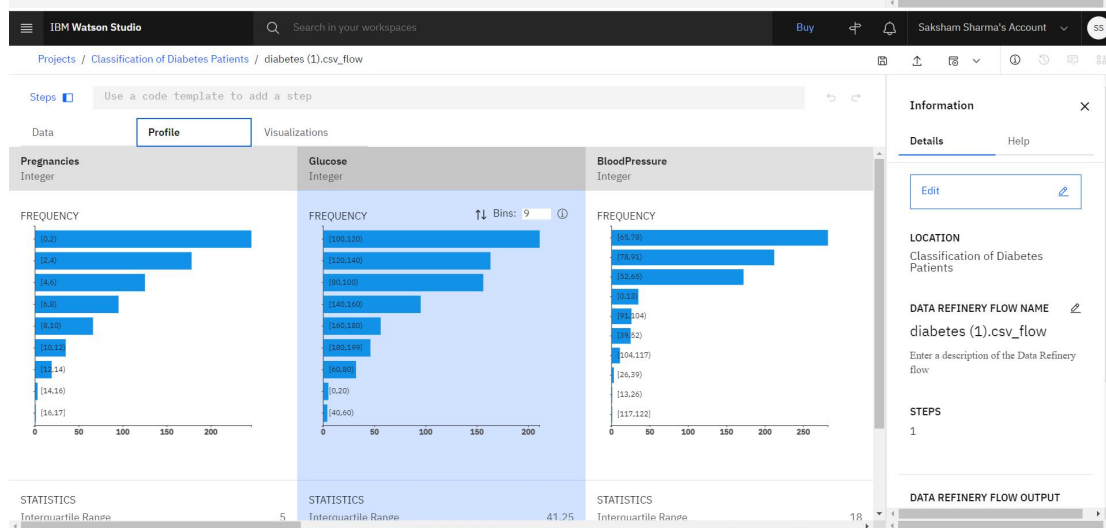 IBM Watson Studio
Search in your workspaces
Buy
Saksham Sharma's Account
SS
Projects / Classification of Diabetes Patients / diabetes (1).csv_flow
Steps
Use a code template to add a step
Data
Profile
Visualizations
Pregnancies
Integer
FREQUENCY
[0,2)
[2,4)
[4,6)
[6,8)
[8,10)
[10,12)
[12,14)
[14,16)
[16,17]
0 50 100 150 200
STATISTICS
Interquartile Range 5
Glucose
Integer
FREQUENCY
Bins: 9
[100,120)
[120,140)
[80,100)
[140,160)
[160,180)
[180,199]
[60,80)
[0,20)
[40,60)
0 50 100 150 200
STATISTICS
Interquartile Range 41.25
BloodPressure
Integer
FREQUENCY
[65,78)
[78,91)
[52,65)
[0,13)
[91,104)
[39,52)
[104,117)
[26,39)
[13,26)
[117,122]
0 50 100 150 200 250
STATISTICS
Interquartile Range 18
Information
Details
Help
Edit
LOCATION
Classification of Diabetes
Patients
DATA REFINERY FLOW NAME
diabetes (1).csv_flow
Enter a description of the Data Refinery
flow
STEPS
1
DATA REFINERY FLOW OUTPUT